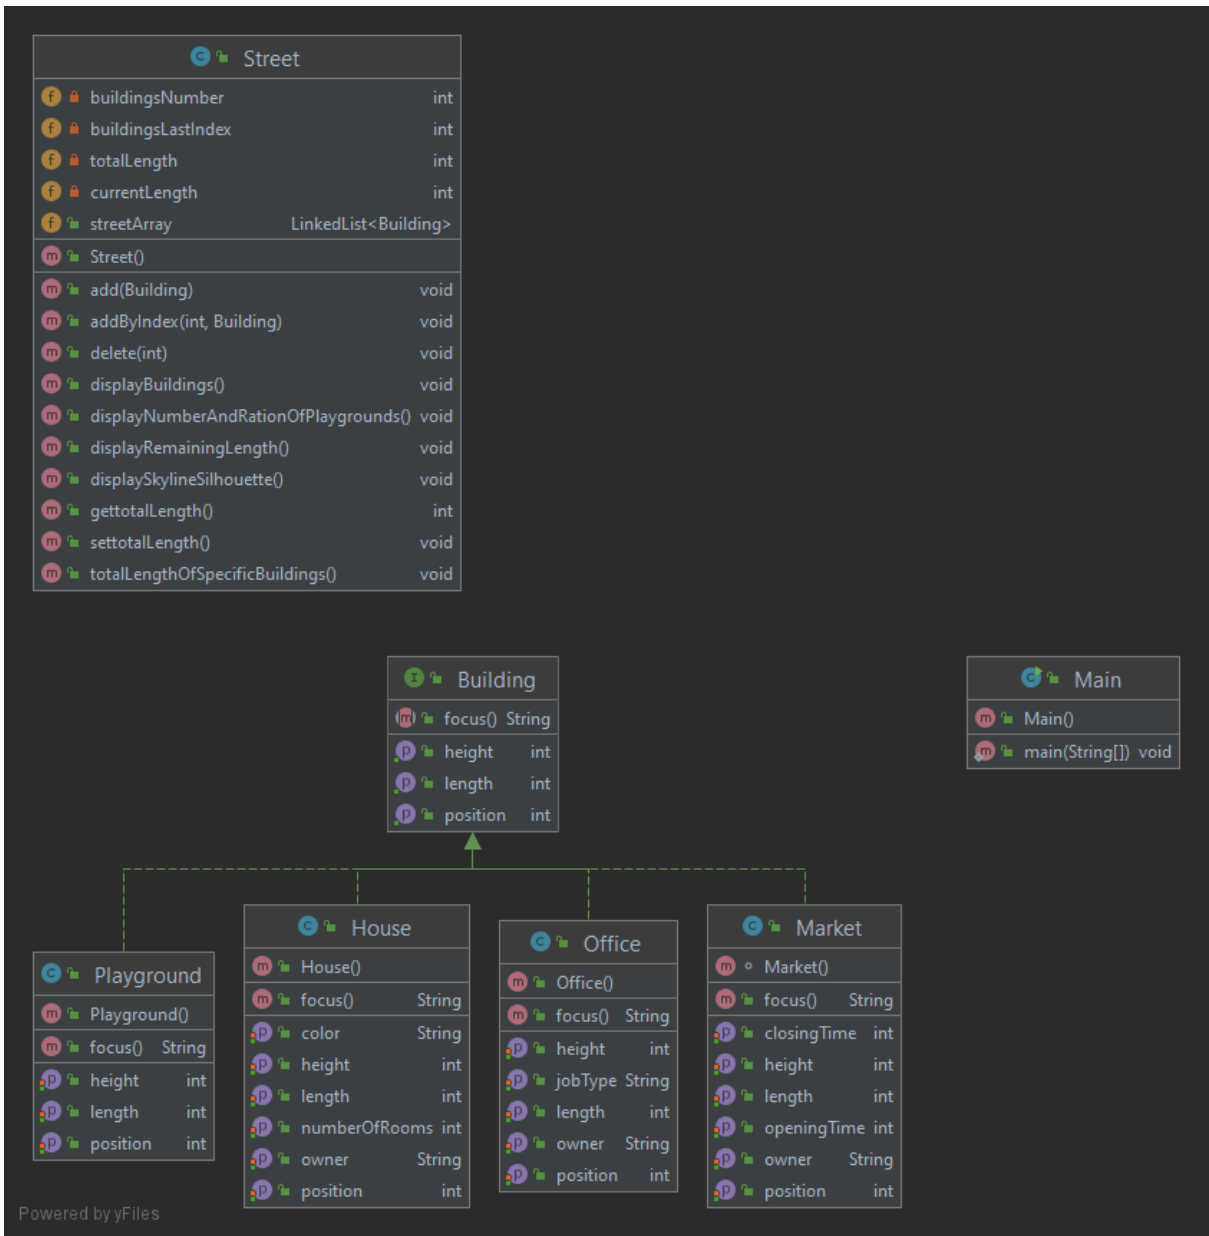 Street
buildingsNumber int
buildingsLastIndex int
totalLength int
currentLength int
streetArray LinkedList<Building>
Street()
add(Building) void
addByIndex(int, Building) void
delete(int) void
displayBuildings() void
displayNumberAndRationOfPlaygrounds() void
displayRemainingLength() void
displaySkylineSilhouette() void
gettotalLength() int
settotalLength() void
totalLengthOfSpecificBuildings() void
Building
focus() String
height int
length int
position int
Main
Main()
main(String[]) void
Playground
Playground()
focus() String
height int
length int
position int
House
House()
focus() String
color String
height int
length int
numberOfRooms int
owner String
position int
Office
Office()
focus() String
height int
jobType String
length int
owner String
position int
Market
Market()
focus() String
closingTime int
height int
length int
openingTime int
owner String
position int
Powered by yFiles